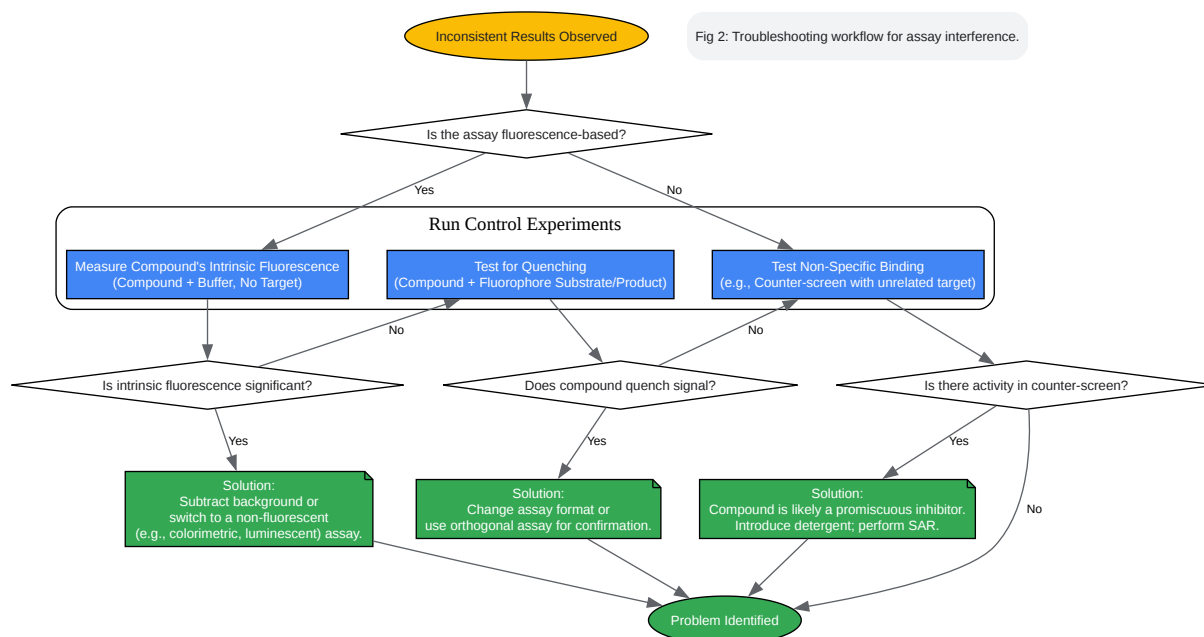 Inconsistent Results Observed
Fig 2: Troubleshooting workflow for assay interference.
Is the assay fluorescence-based?
Yes
No
Run Control Experiments
Measure Compound's Intrinsic Fluorescence
(Compound + Buffer, No Target)
Test for Quenching
(Compound + Fluorophore Substrate/Product)
Test Non-Specific Binding
(e.g., Counter-screen with unrelated target)
No
No
Is intrinsic fluorescence significant?
Does compound quench signal?
Is there activity in counter-screen?
Yes
Yes
Yes
No
Solution:
Subtract background or
switch to a non-fluorescent
(e.g., colorimetric, luminescent) assay.
Solution:
Change assay format or
use orthogonal assay for confirmation.
Solution:
Compound is likely a promiscuous inhibitor.
Introduce detergent; perform SAR.
Problem Identified